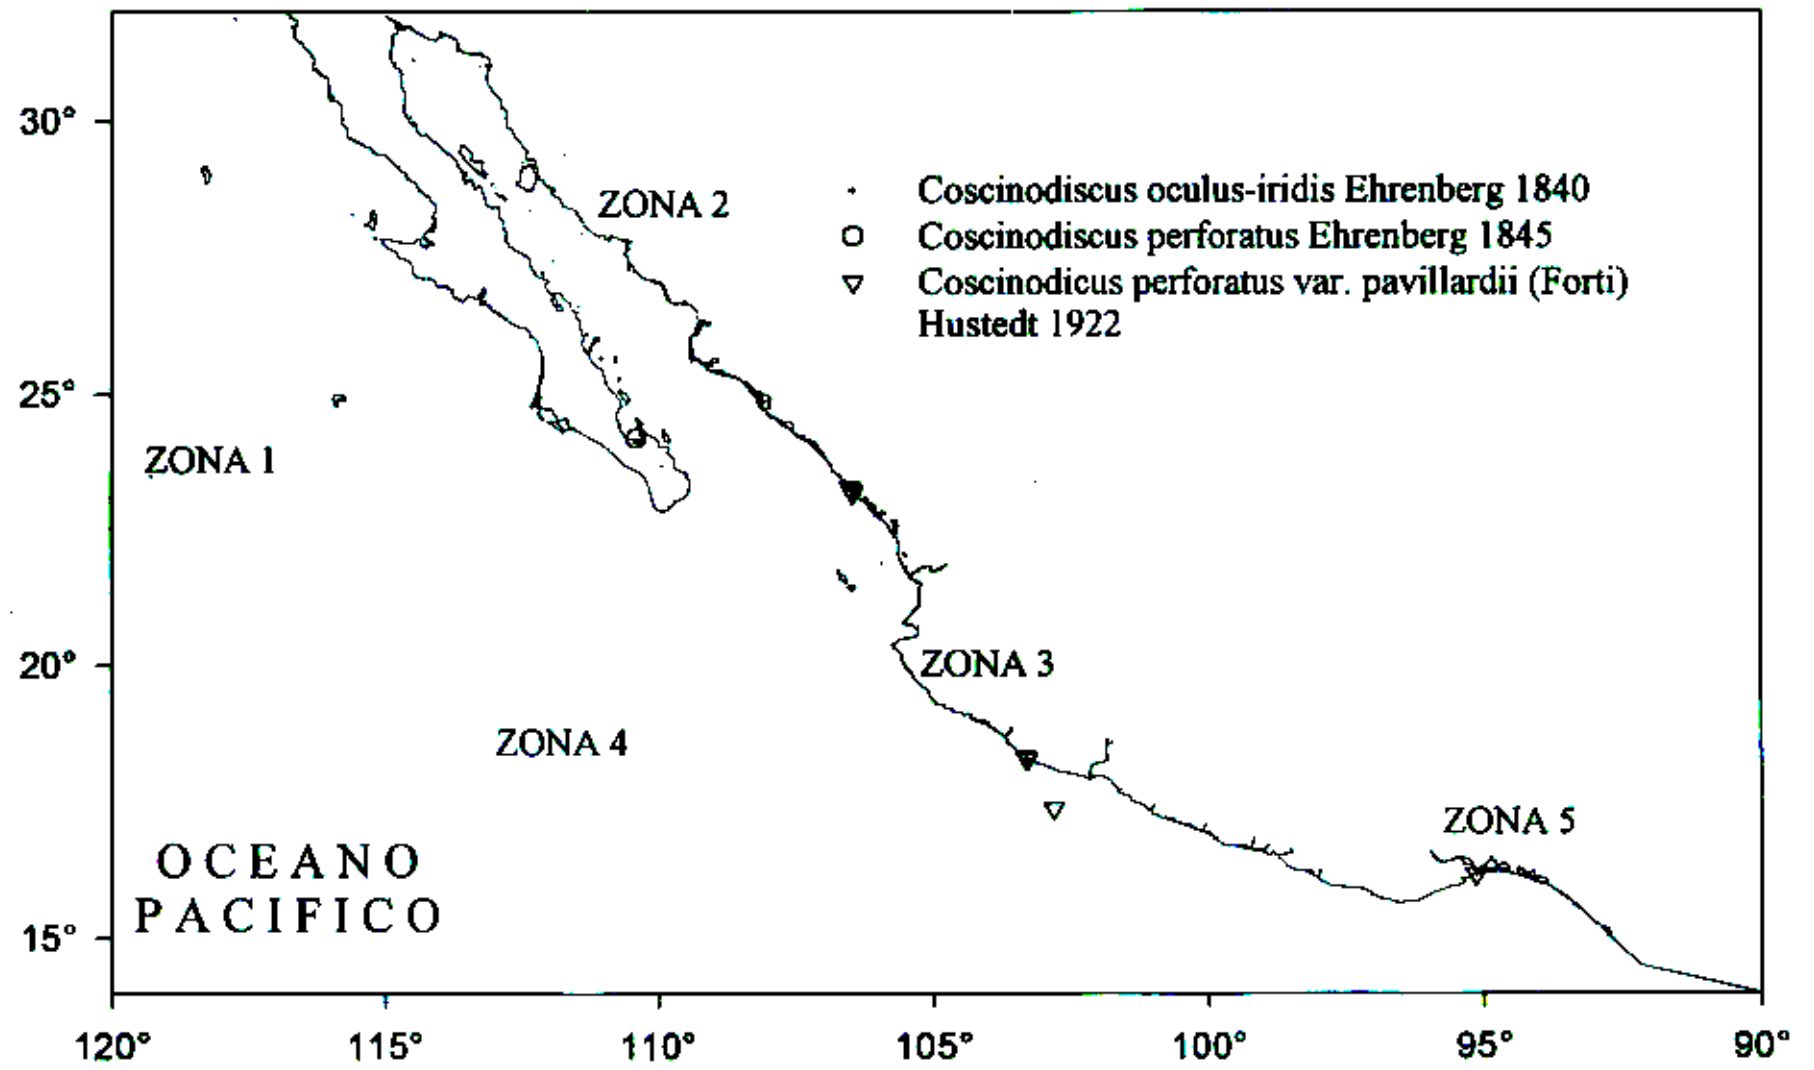 30°
ZONA 2
Coscinodiscus oculus-iridis Ehrenberg 1840
Coscinodiscus perforatus Ehrenberg 1845
Coscinodicus perforatus var. pavillardii (Forti)
Hustedt 1922
25°
ZONA 1
20°
ZONA 3
ZONA 4
ZONA 5
OCEANO
PACIFICO
15°
120° 115° 110° 105° 100° 95° 90°